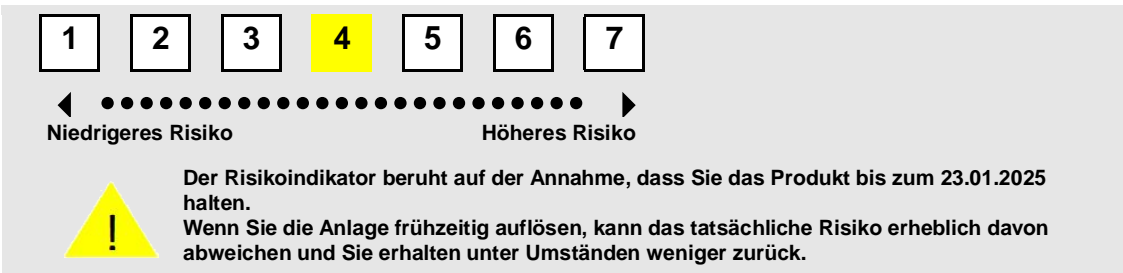 1 2 3 4 5 6 7
Niedrigeres Risiko Höheres Risiko
Der Risikoindikator beruht auf der Annahme, dass Sie das Produkt bis zum 23.01.2025
halten.
Wenn Sie die Anlage frühzeitig auflösen, kann das tatsächliche Risiko erheblich davon
abweichen und Sie erhalten unter Umständen weniger zurück.
!